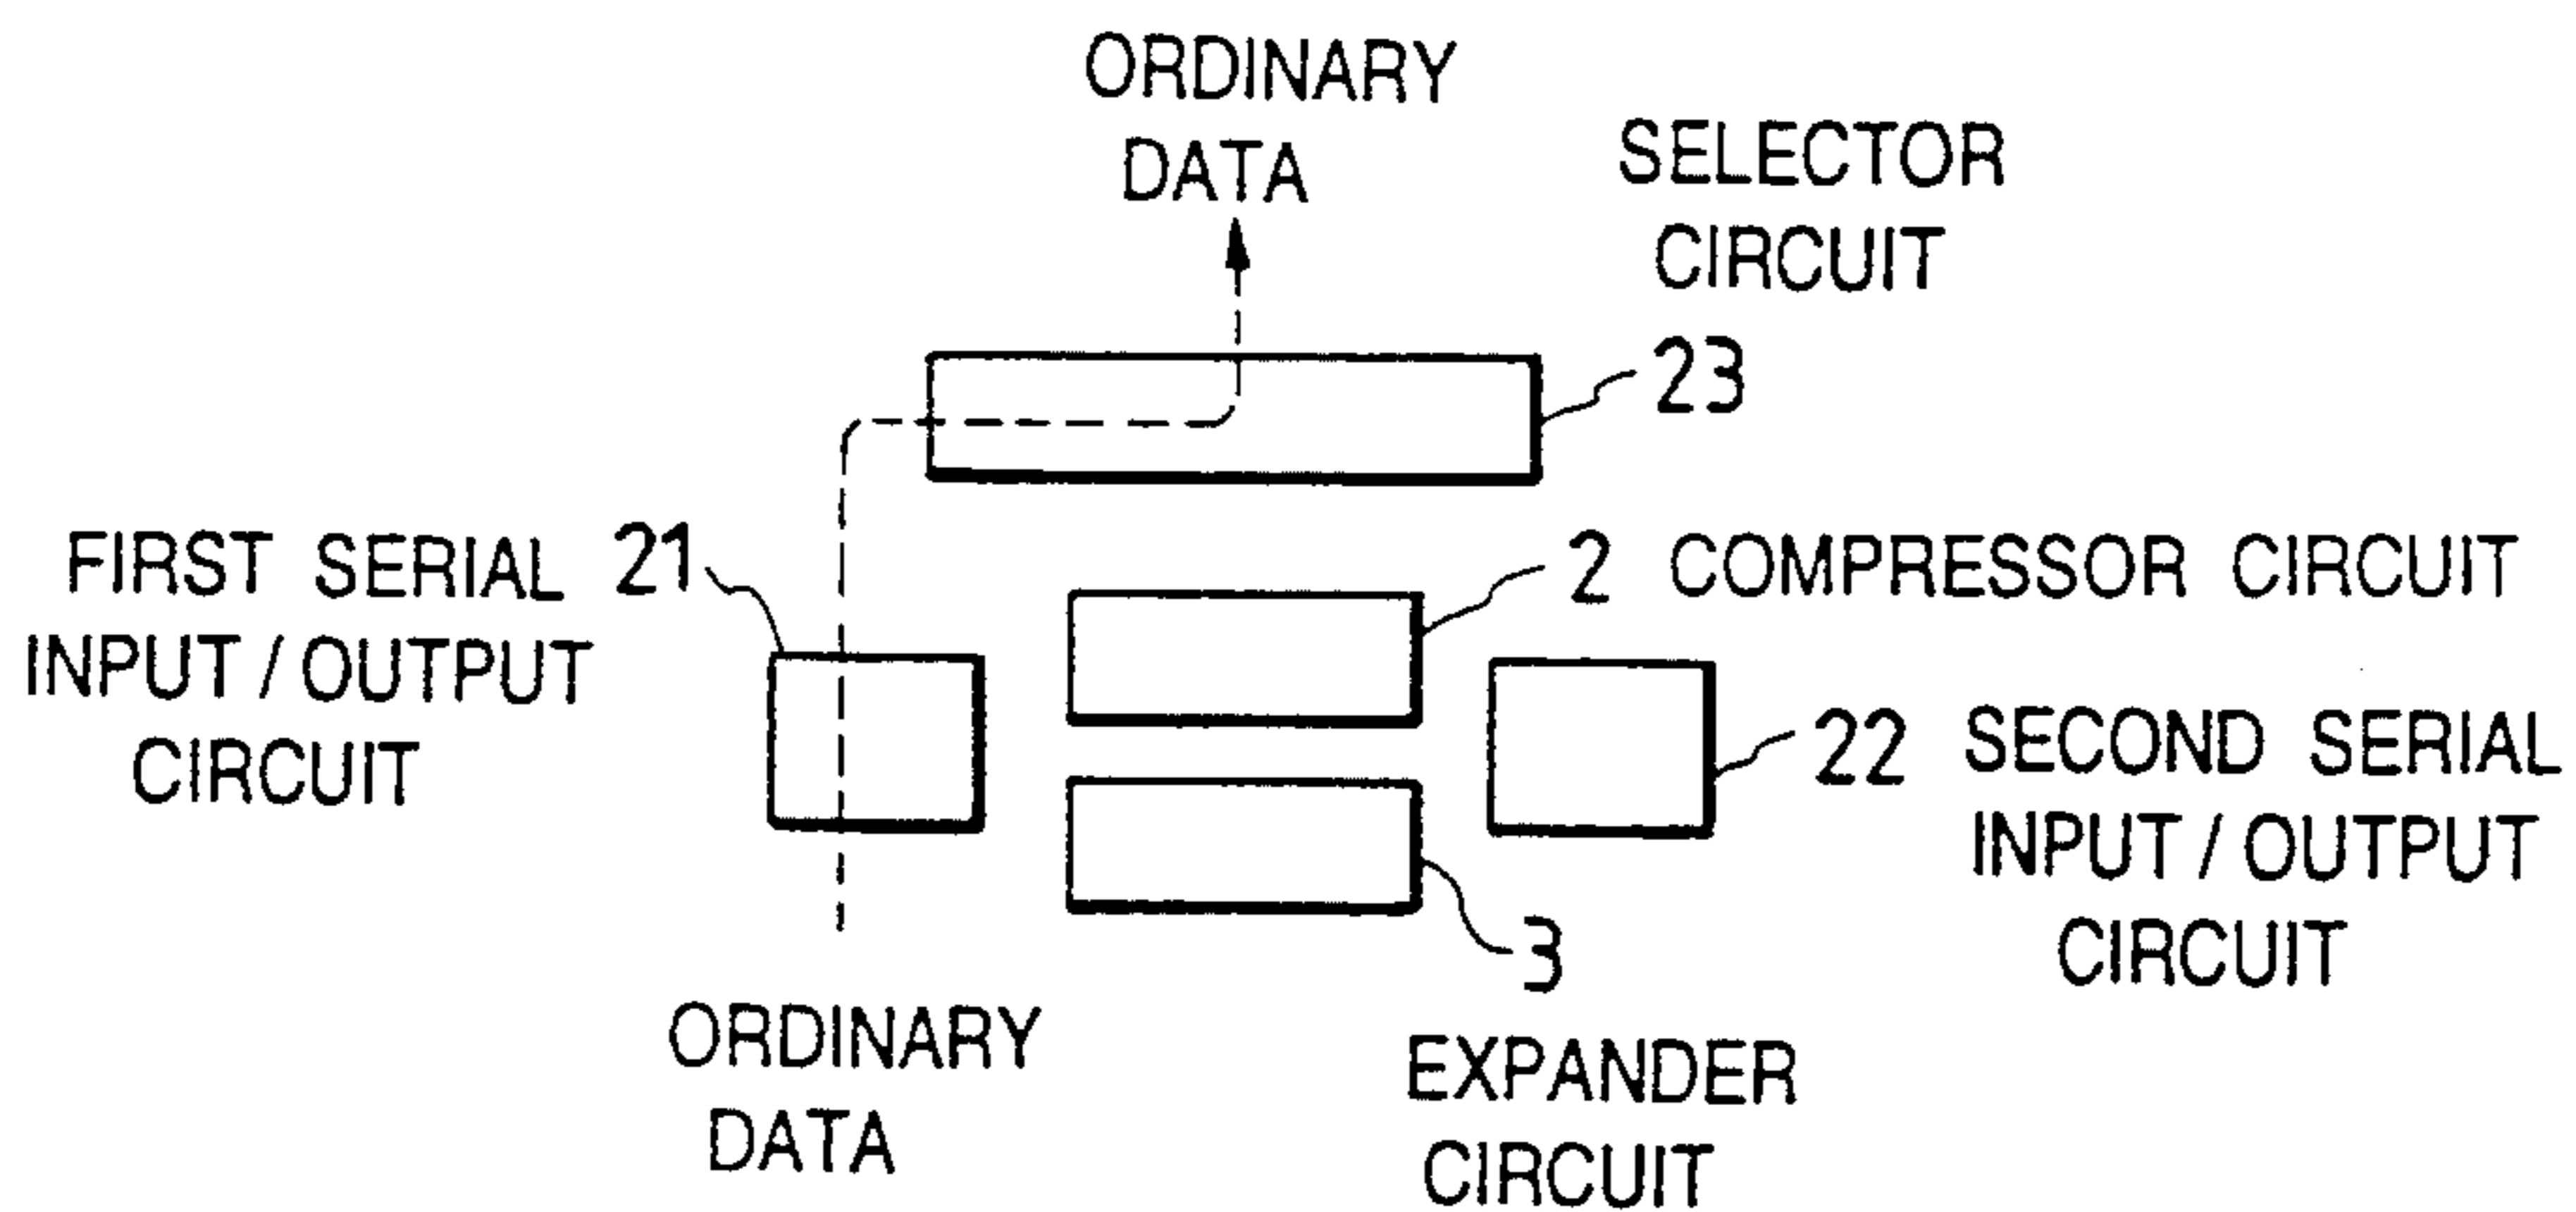 ORDINARY
DATA
SELECTOR
CIRCUIT
23
FIRST SERIAL
INPUT / OUTPUT
CIRCUIT
21
2 COMPRESSOR CIRCUIT
22 SECOND SERIAL
INPUT / OUTPUT
CIRCUIT
3
EXPANDER
CIRCUIT
ORDINARY
DATA